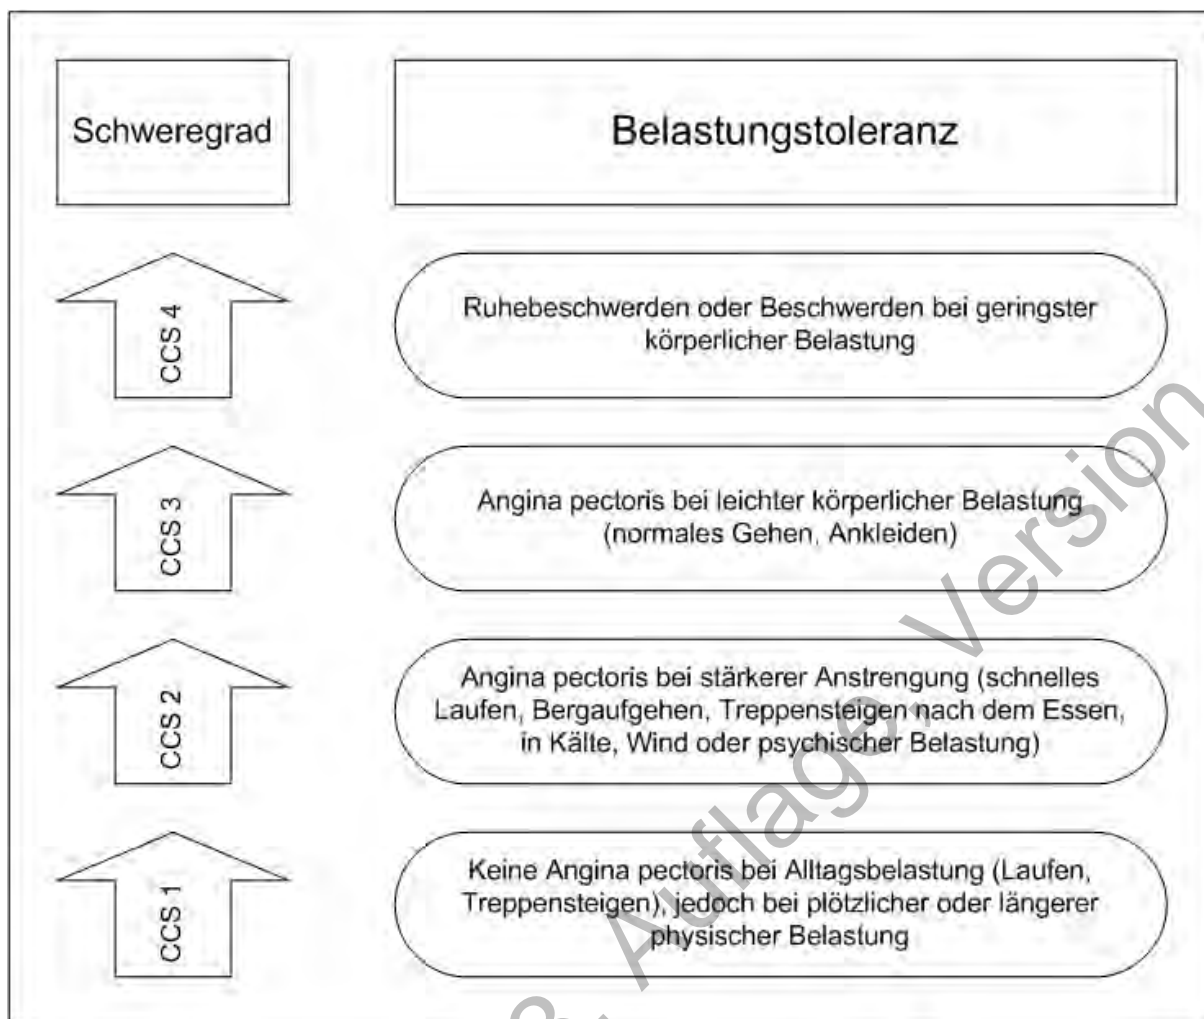 Schweregrad
Belastungstoleranz
CCS 4
Ruhebeschwerden oder Beschwerden bei geringster
körperlicher Belastung
CCS 3
Angina pectoris bei leichter körperlicher Belastung
(normales Gehen, Ankleiden)
CCS 2
Angina pectoris bei stärkerer Anstrengung (schnelles
Laufen, Bergaufgehen, Treppensteigen nach dem Essen,
in Kälte, Wind oder psychischer Belastung)
CCS 1
Keine Angina pectoris bei Alltagsbelastung (Laufen,
Treppensteigen), jedoch bei plötzlicher oder längerer
physischer Belastung
3. Auflage, Version